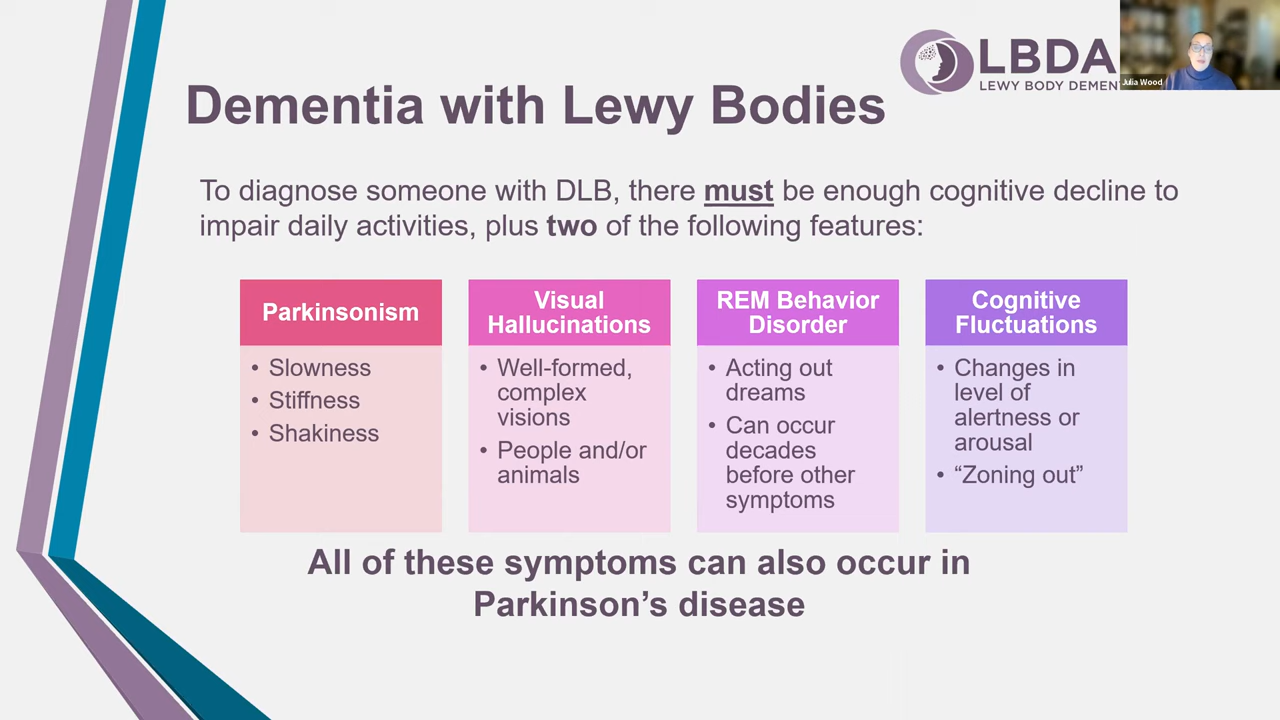 LBDA
LEWY BODY DEMEN
Julia Wood
Dementia with Lewy Bodies
To diagnose someone with DLB, there must be enough cognitive decline to
impair daily activities, plus two of the following features:
Parkinsonism
• Slowness
• Stiffness
• Shakiness
Visual
Hallucinations
• Well-formed,
complex
visions
• People and/or
animals
REM Behavior
Disorder
• Acting out
dreams
• Can occur
decades
before other
symptoms
Cognitive
Fluctuations
• Changes in
level of
alertness or
arousal
• “Zoning out”
All of these symptoms can also occur in
Parkinson’s disease